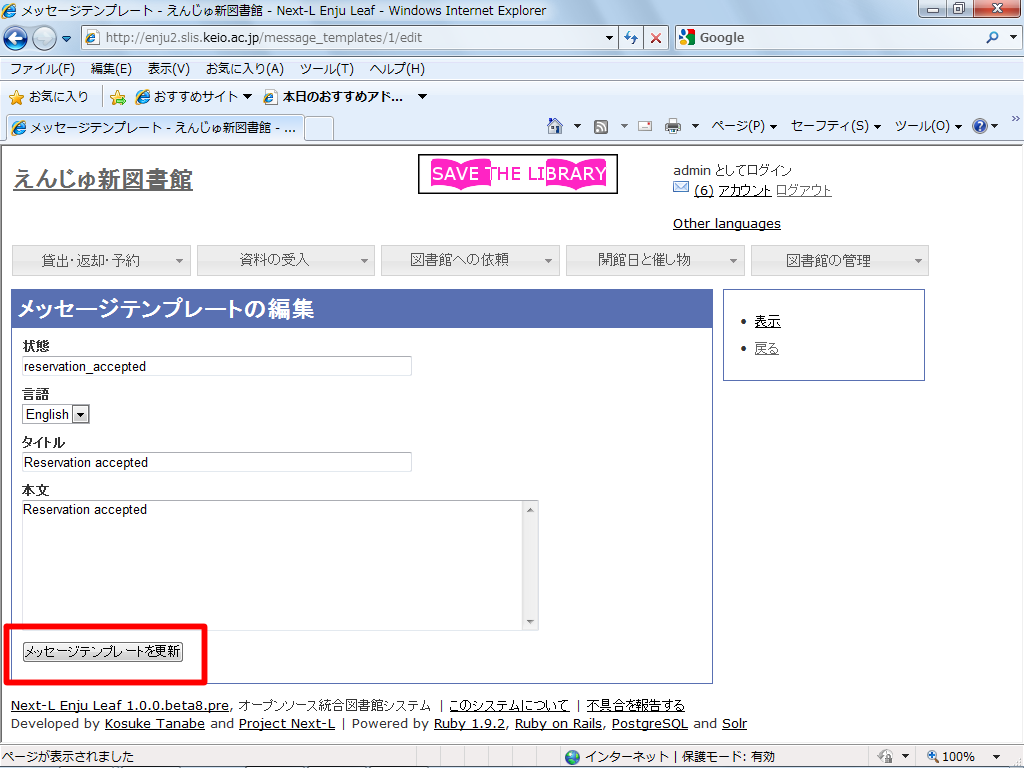 メッセージテンプレート - えんじゅ新図書館 - Next-L Enju Leaf - Windows Internet Explorer
http://enju2.slis.keio.ac.jp/message_templates/1/edit
Google
ファイル(F) 編集(E) 表示(V) お気に入り(A) ツール(T) ヘルプ(H)
お気に入り おすすめサイト 本日のおすすめアド...
メッセージテンプレート - えんじゅ新図書館 - ... ページ(P) セーフティ(S) ツール(O) »
えんじゅ新図書館
SAVE THE LIBRARY
admin としてログイン
(6) アカウント ログアウト
Other languages
貸出・返却・予約 資料の受入 図書館への依頼 開館日と催し物 図書館の管理
メッセージテンプレートの編集
状態
reservation_accepted
言語
English
タイトル
Reservation accepted
本文
Reservation accepted
メッセージテンプレートを更新
• 表示
• 戻る
Next-L Enju Leaf 1.0.0.beta8.pre, オープンソース統合図書館システム | このシステムについて | 不具合を報告する
Developed by Kosuke Tanabe and Project Next-L | Powered by Ruby 1.9.2, Ruby on Rails, PostgreSQL and Solr
ページが表示されました インターネット | 保護モード: 有効 100%